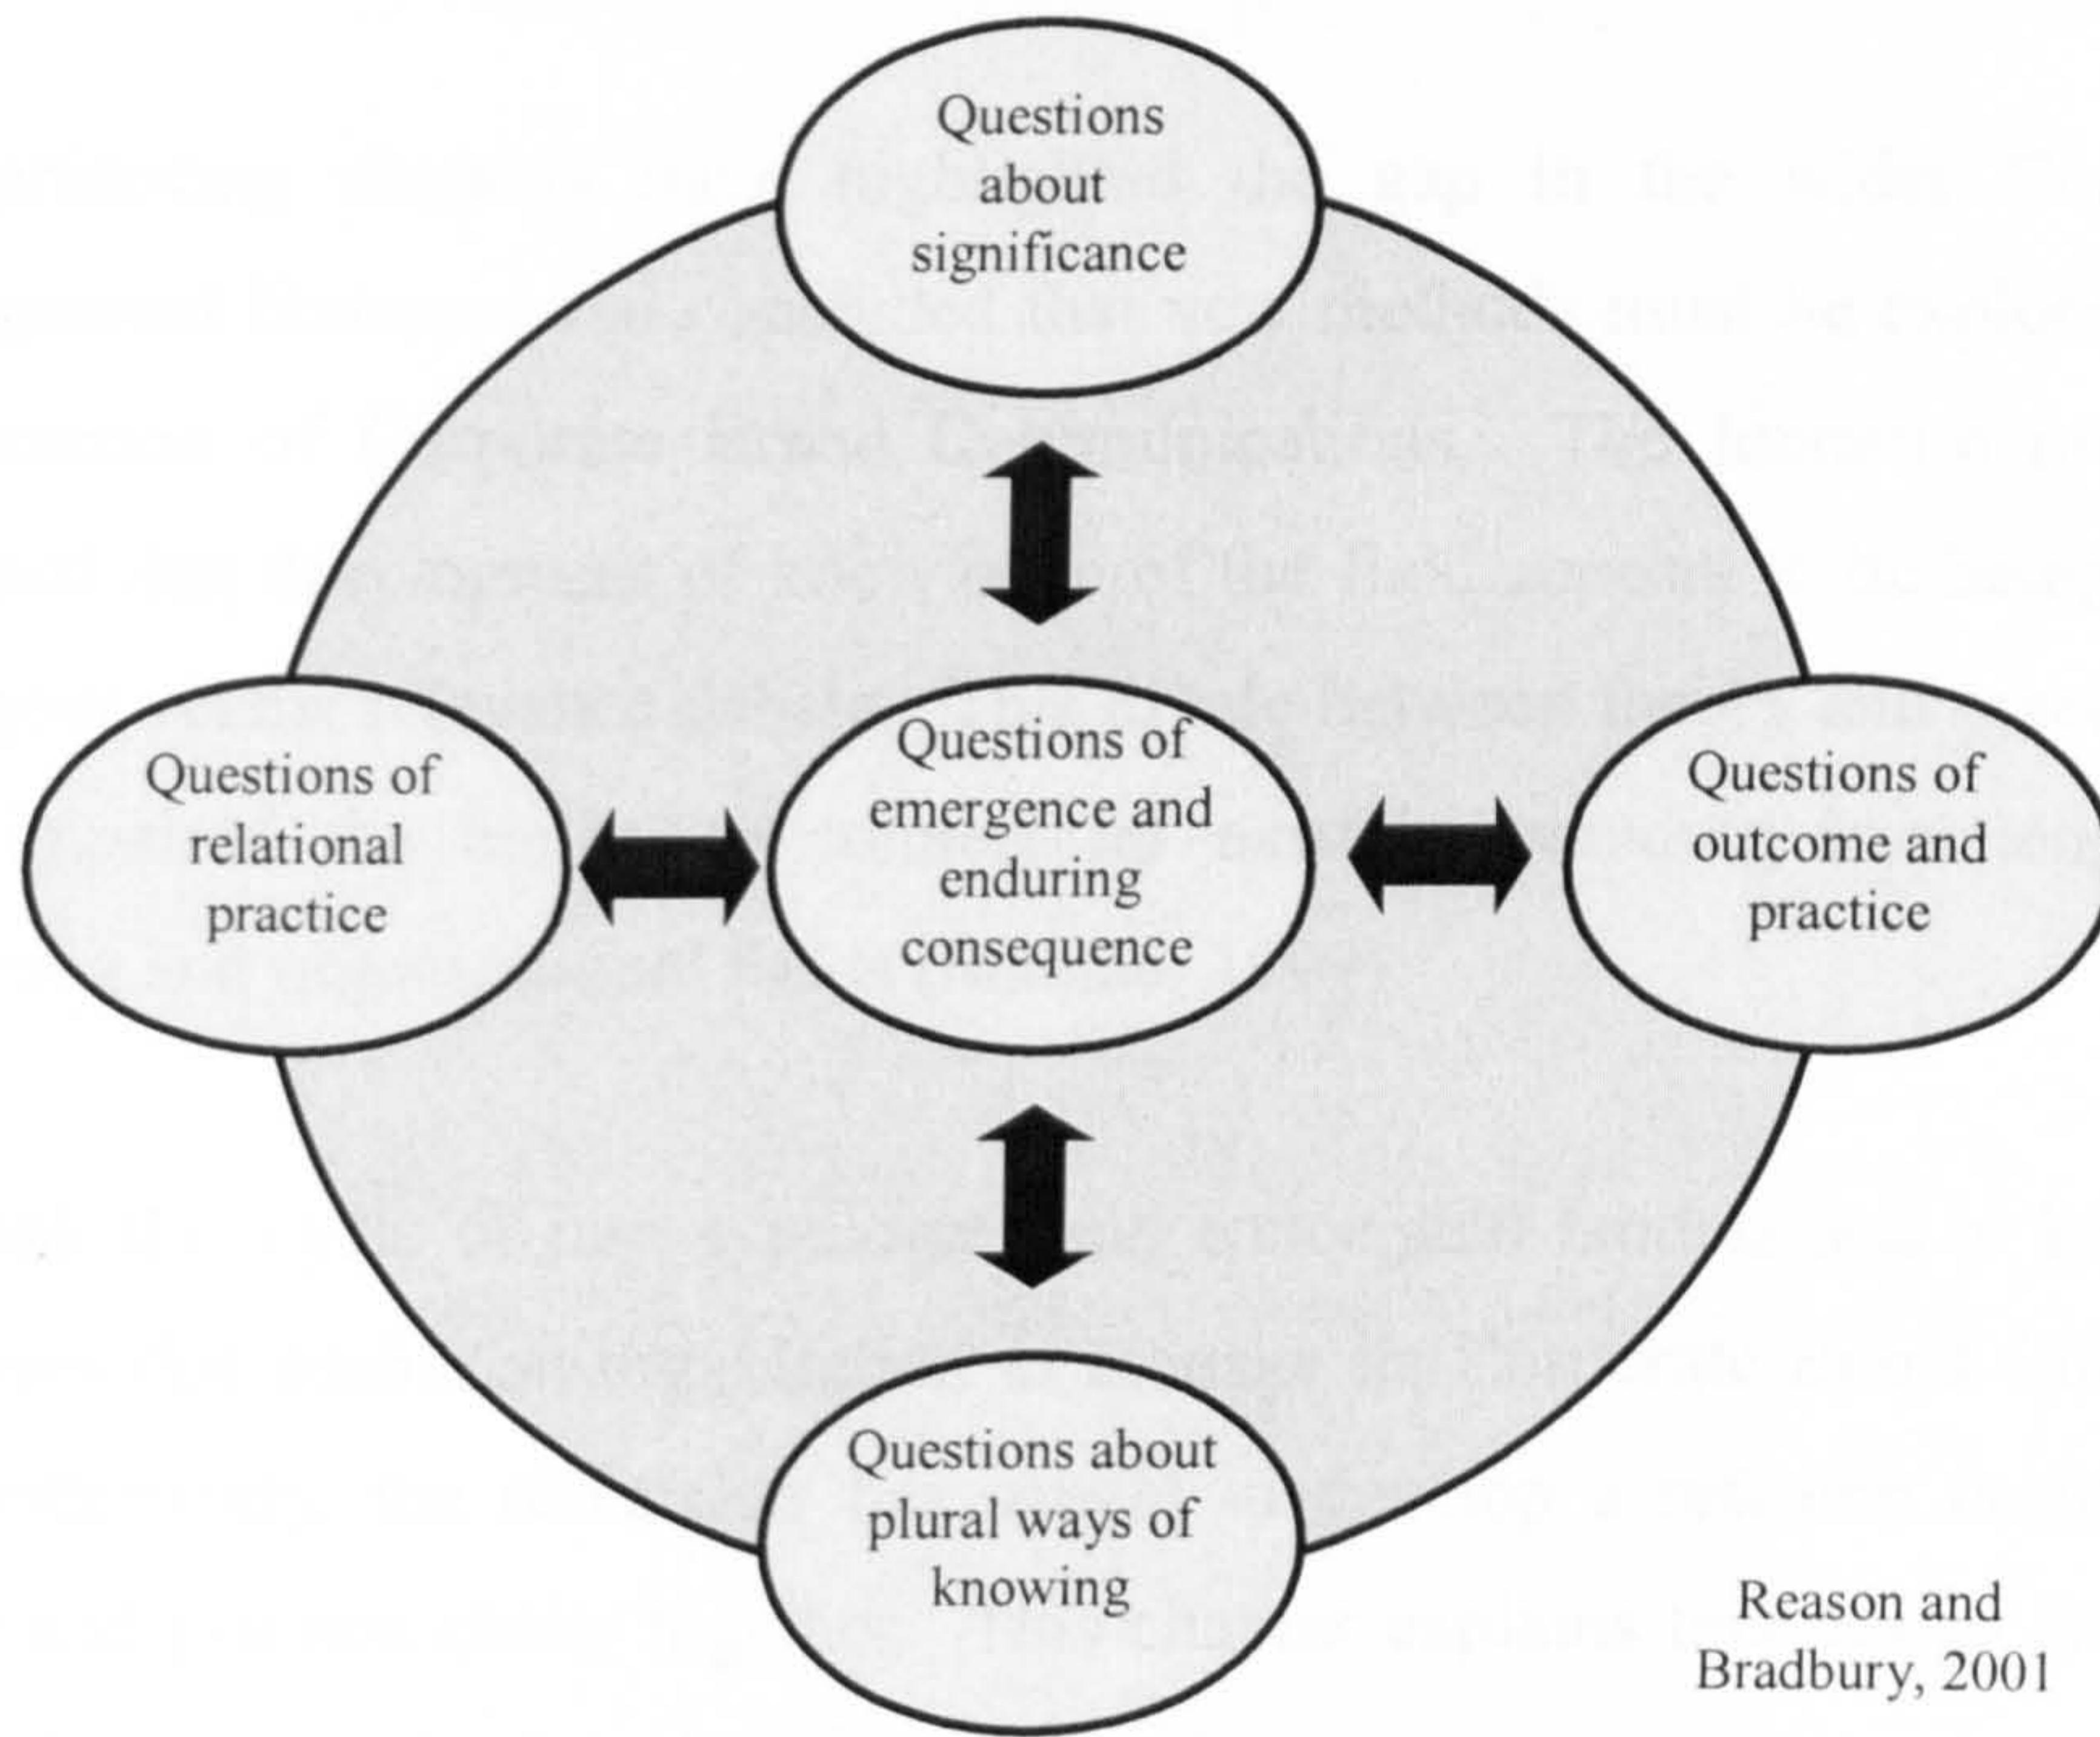 Questions
about
significance
Questions of
relational
practice
Questions of
emergence and
enduring
consequence
Questions of
outcome and
practice
Questions about
plural ways of
knowing
Reason and
Bradbury, 2001